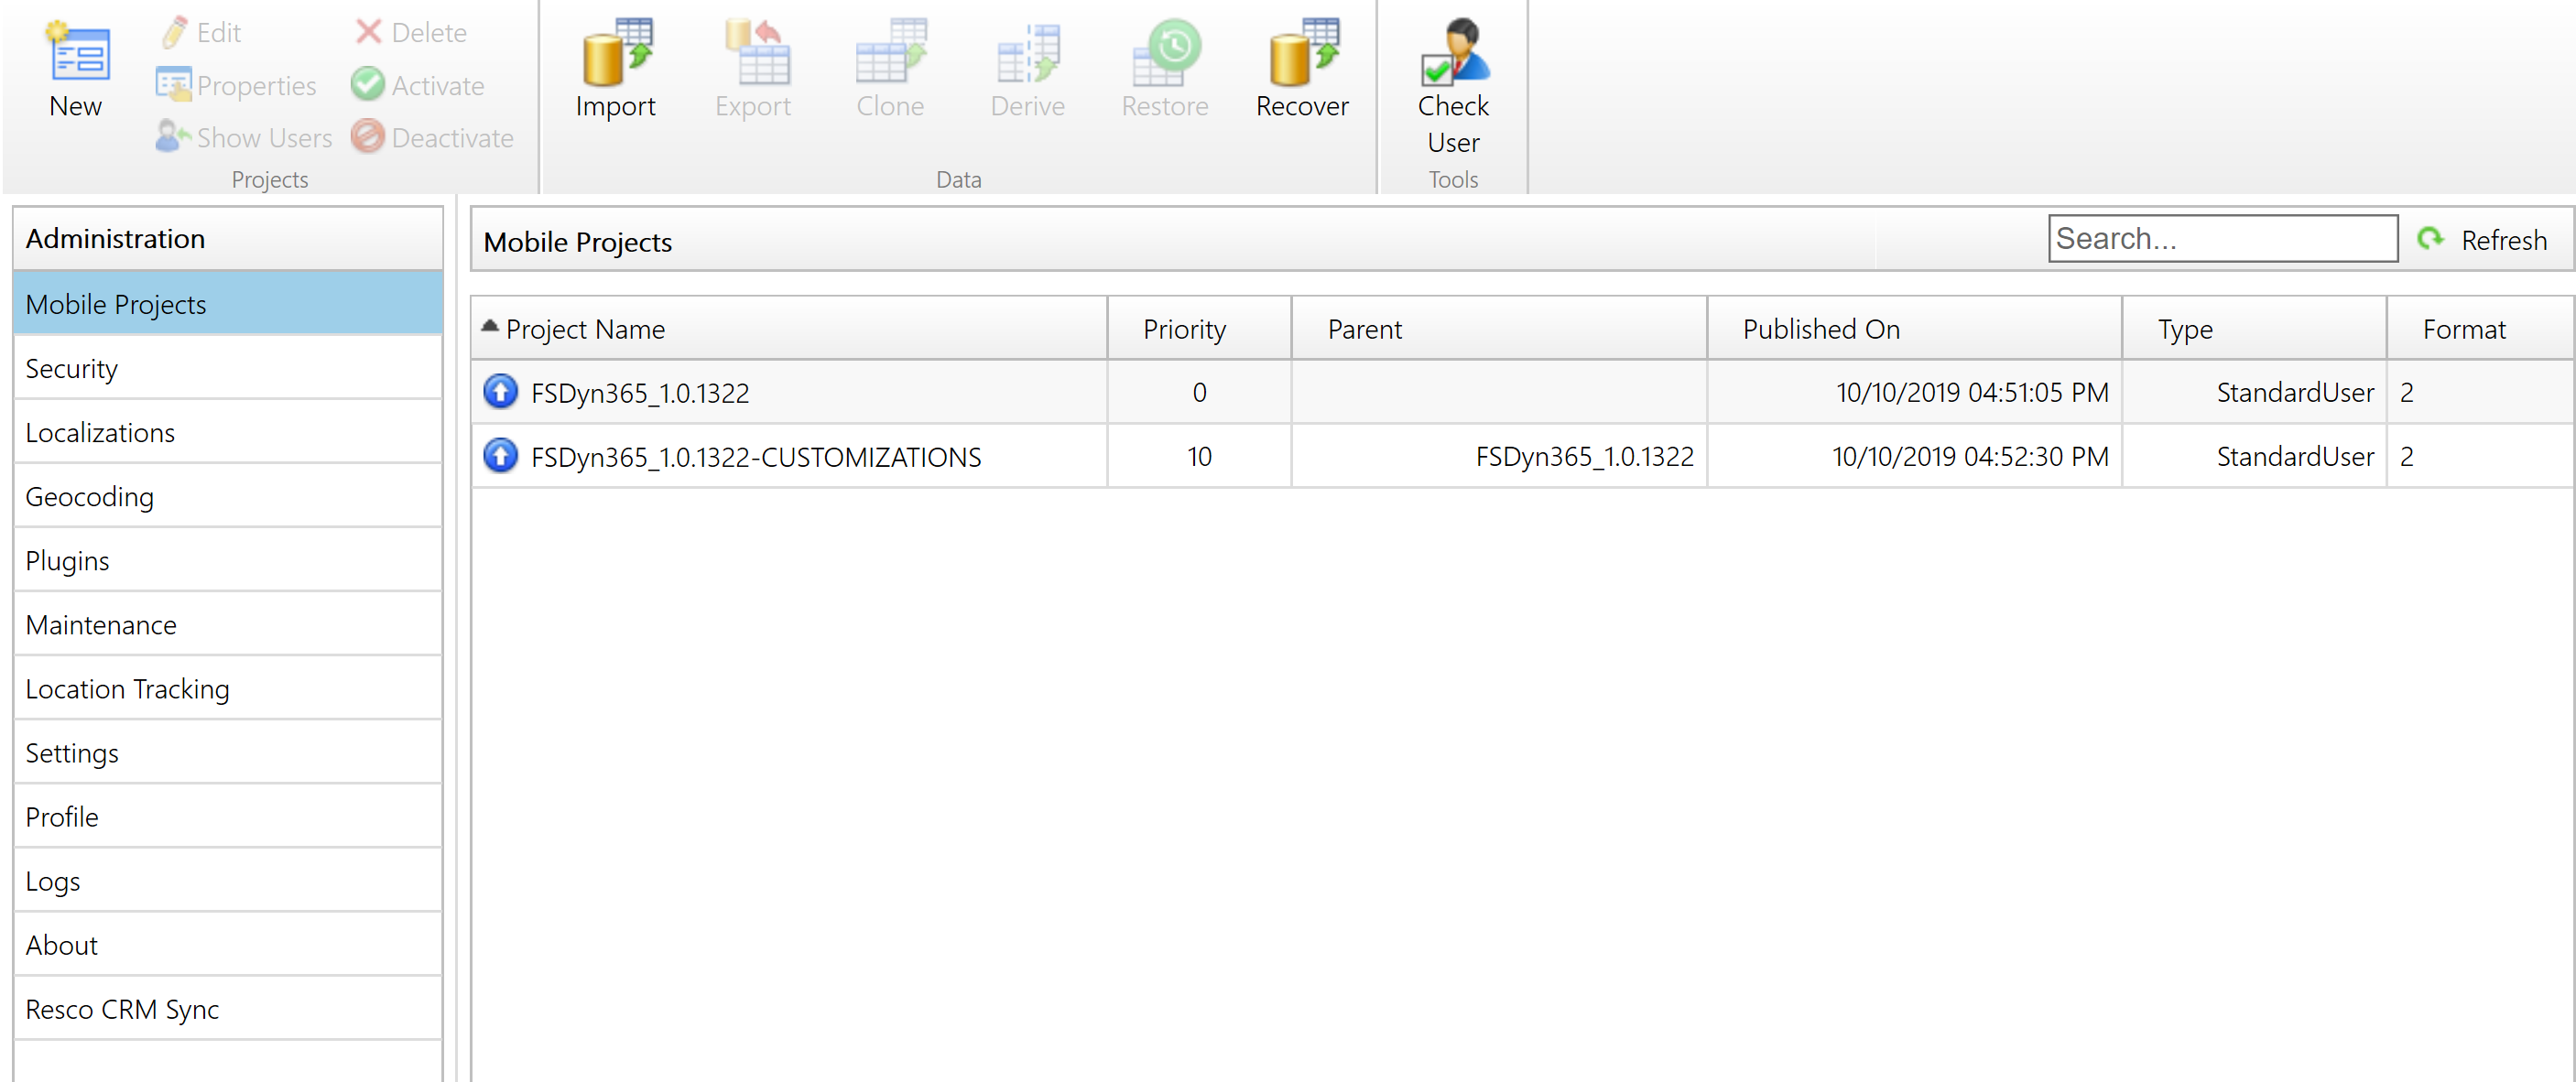 New
Edit
Properties
Show Users
Delete
Activate
Deactivate
Projects
Import
Export
Clone
Derive
Restore
Recover
Data
Check
User
Tools
Administration
Mobile Projects
Security
Localizations
Geocoding
Plugins
Maintenance
Location Tracking
Settings
Profile
Logs
About
Resco CRM Sync
Mobile Projects Search... Refresh
Project Name Priority Parent Published On Type Format
FSDyn365_1.0.1322 0 10/10/2019 04:51:05 PM StandardUser 2
FSDyn365_1.0.1322-CUSTOMIZATIONS 10 FSDyn365_1.0.1322 10/10/2019 04:52:30 PM StandardUser 2